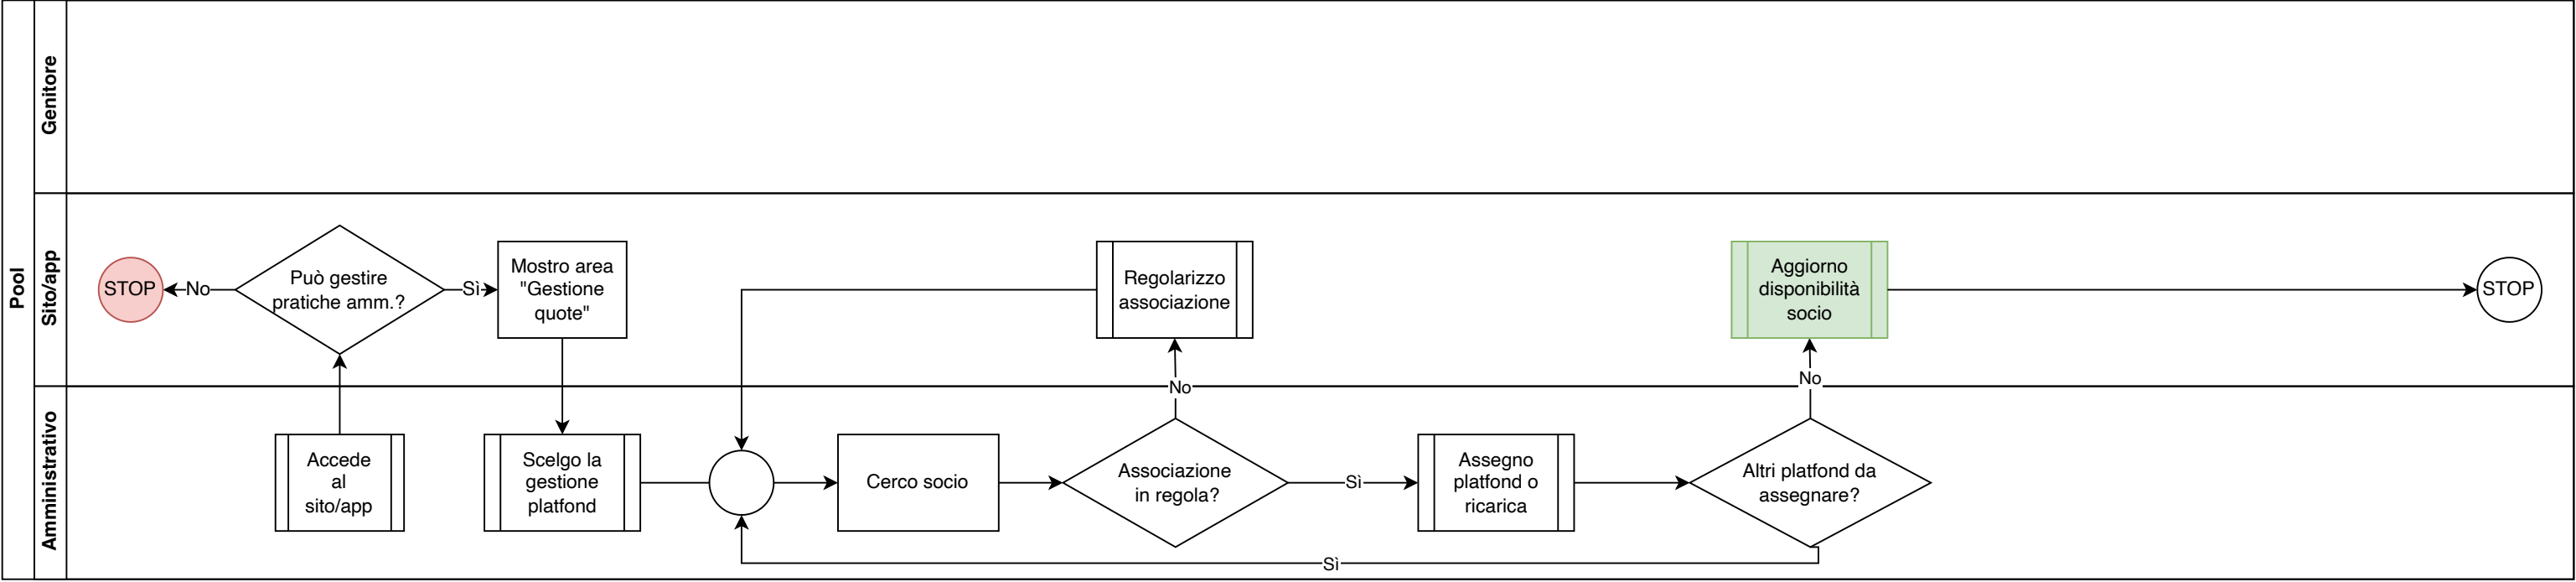 Pool
Genitore
Sito/app
STOP
No
Può gestire
pratiche amm.?
Sì
Mostro area
"Gestione
quote"
Regolarizzo
associazione
Aggiorno
disponibilità
socio
STOP
No
No
Amministrativo
Accede
al
sito/app
Scelgo la
gestione
platfond
Cerco socio
Associazione
in regola?
Sì
Assegno
platfond o
ricarica
Altri platfond da
assegnare?
Sì